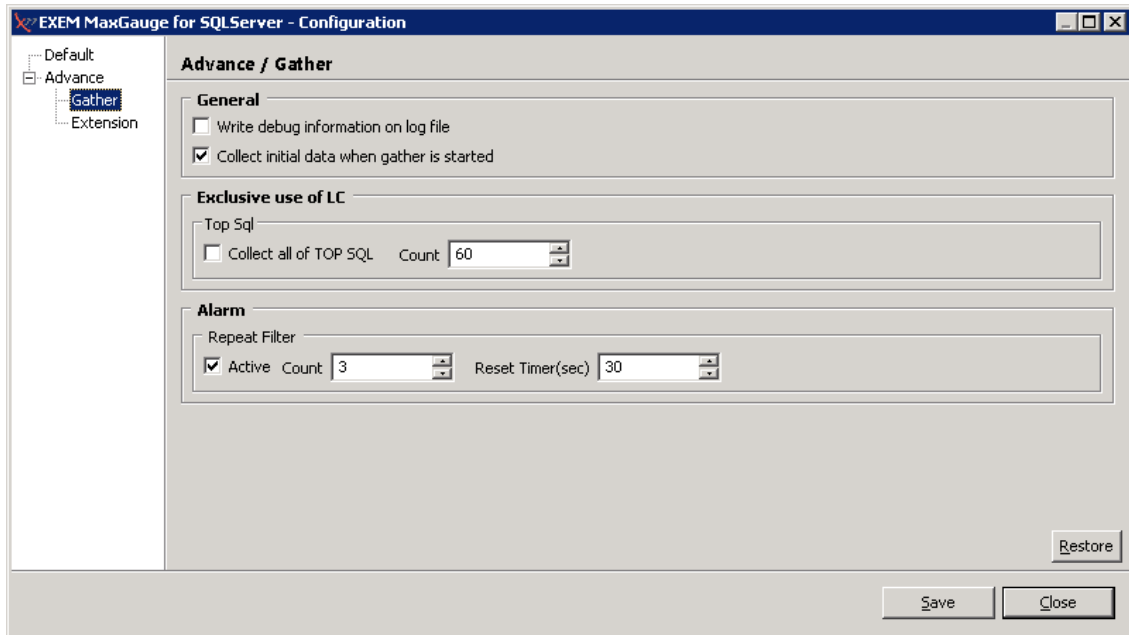 EXEM MaxGauge for SQLServer - Configuration
Default
Advance
Gather
Extension
Advance / Gather
General
Write debug information on log file
Collect initial data when gather is started
Exclusive use of LC
Top Sql
Collect all of TOP SQL Count 60
Alarm
Repeat Filter
Active Count 3 Reset Timer(sec) 30
Restore
Save Close